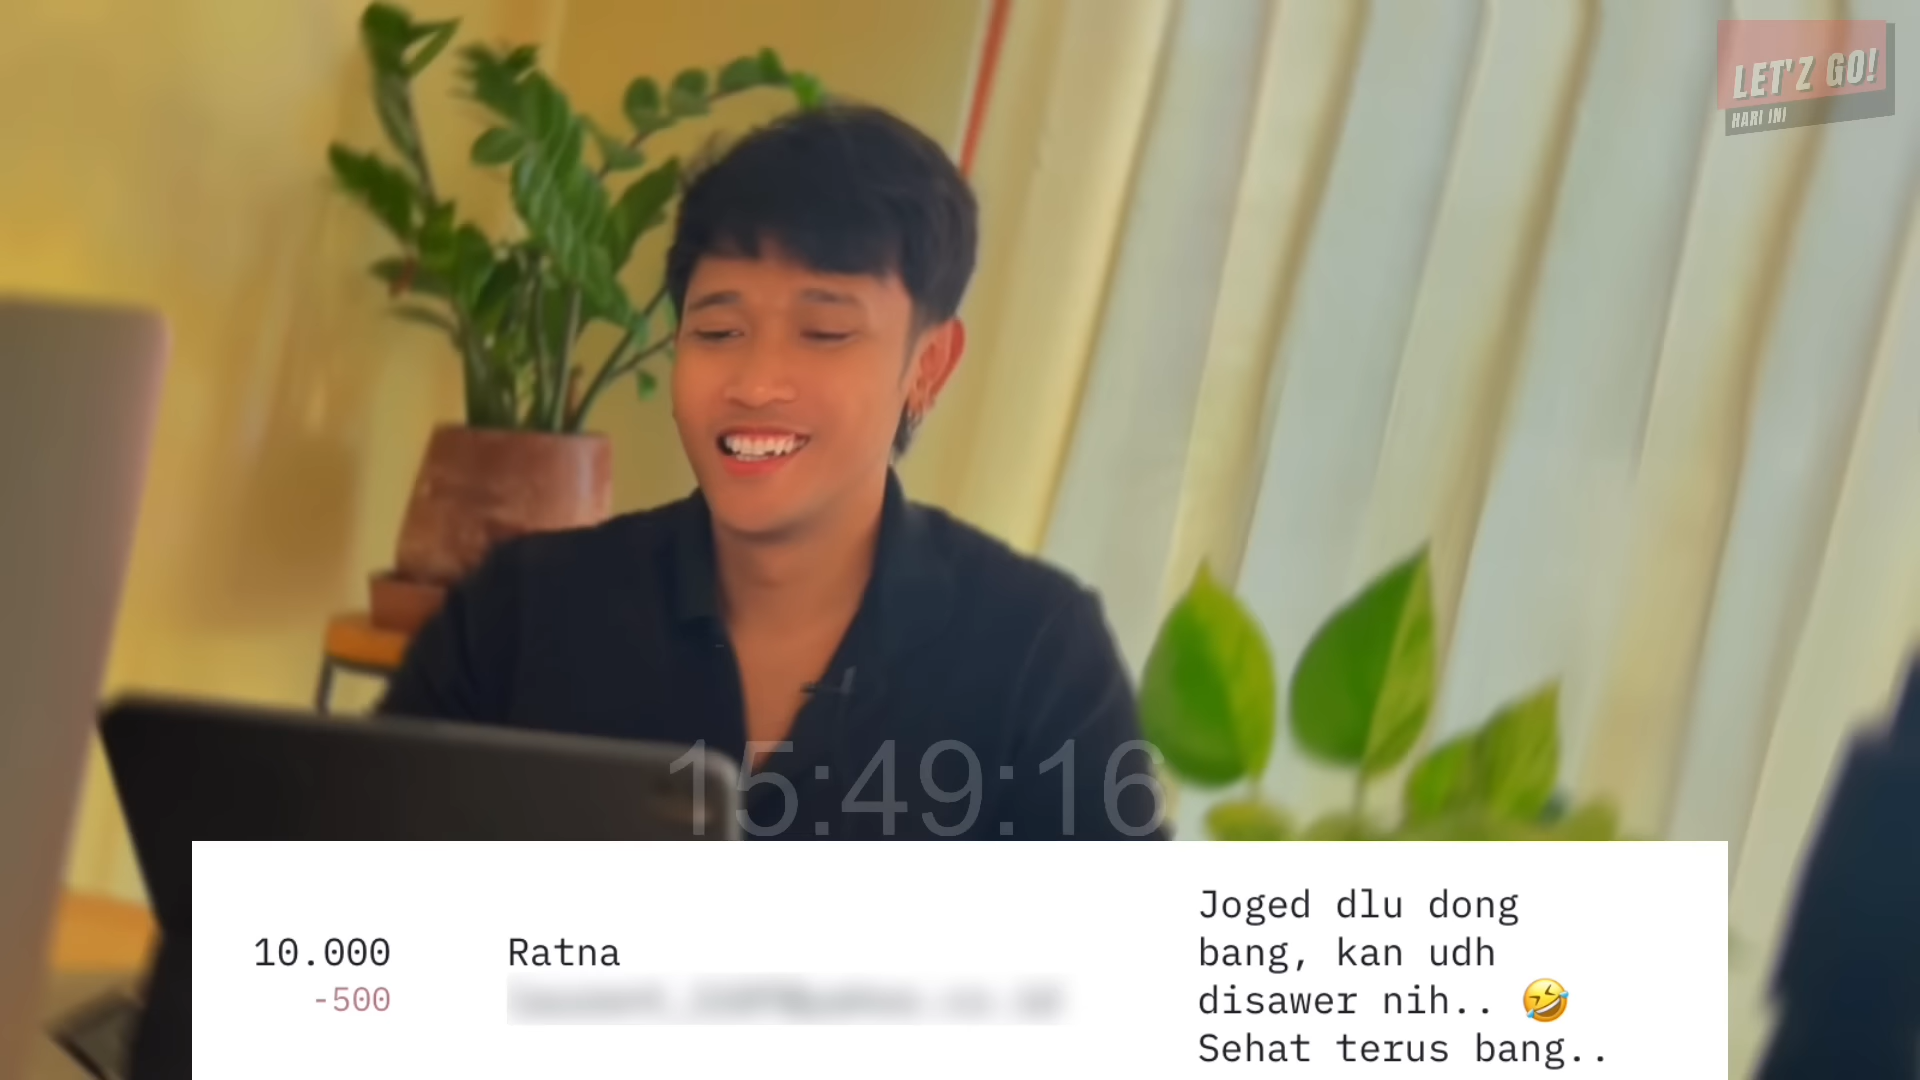 LET'Z GO!
HARI INI
15:49:16
10.000
-500
Ratna
Joged dlu dong
bang, kan udh
disawer nih.. 🤣
Sehat terus bang..